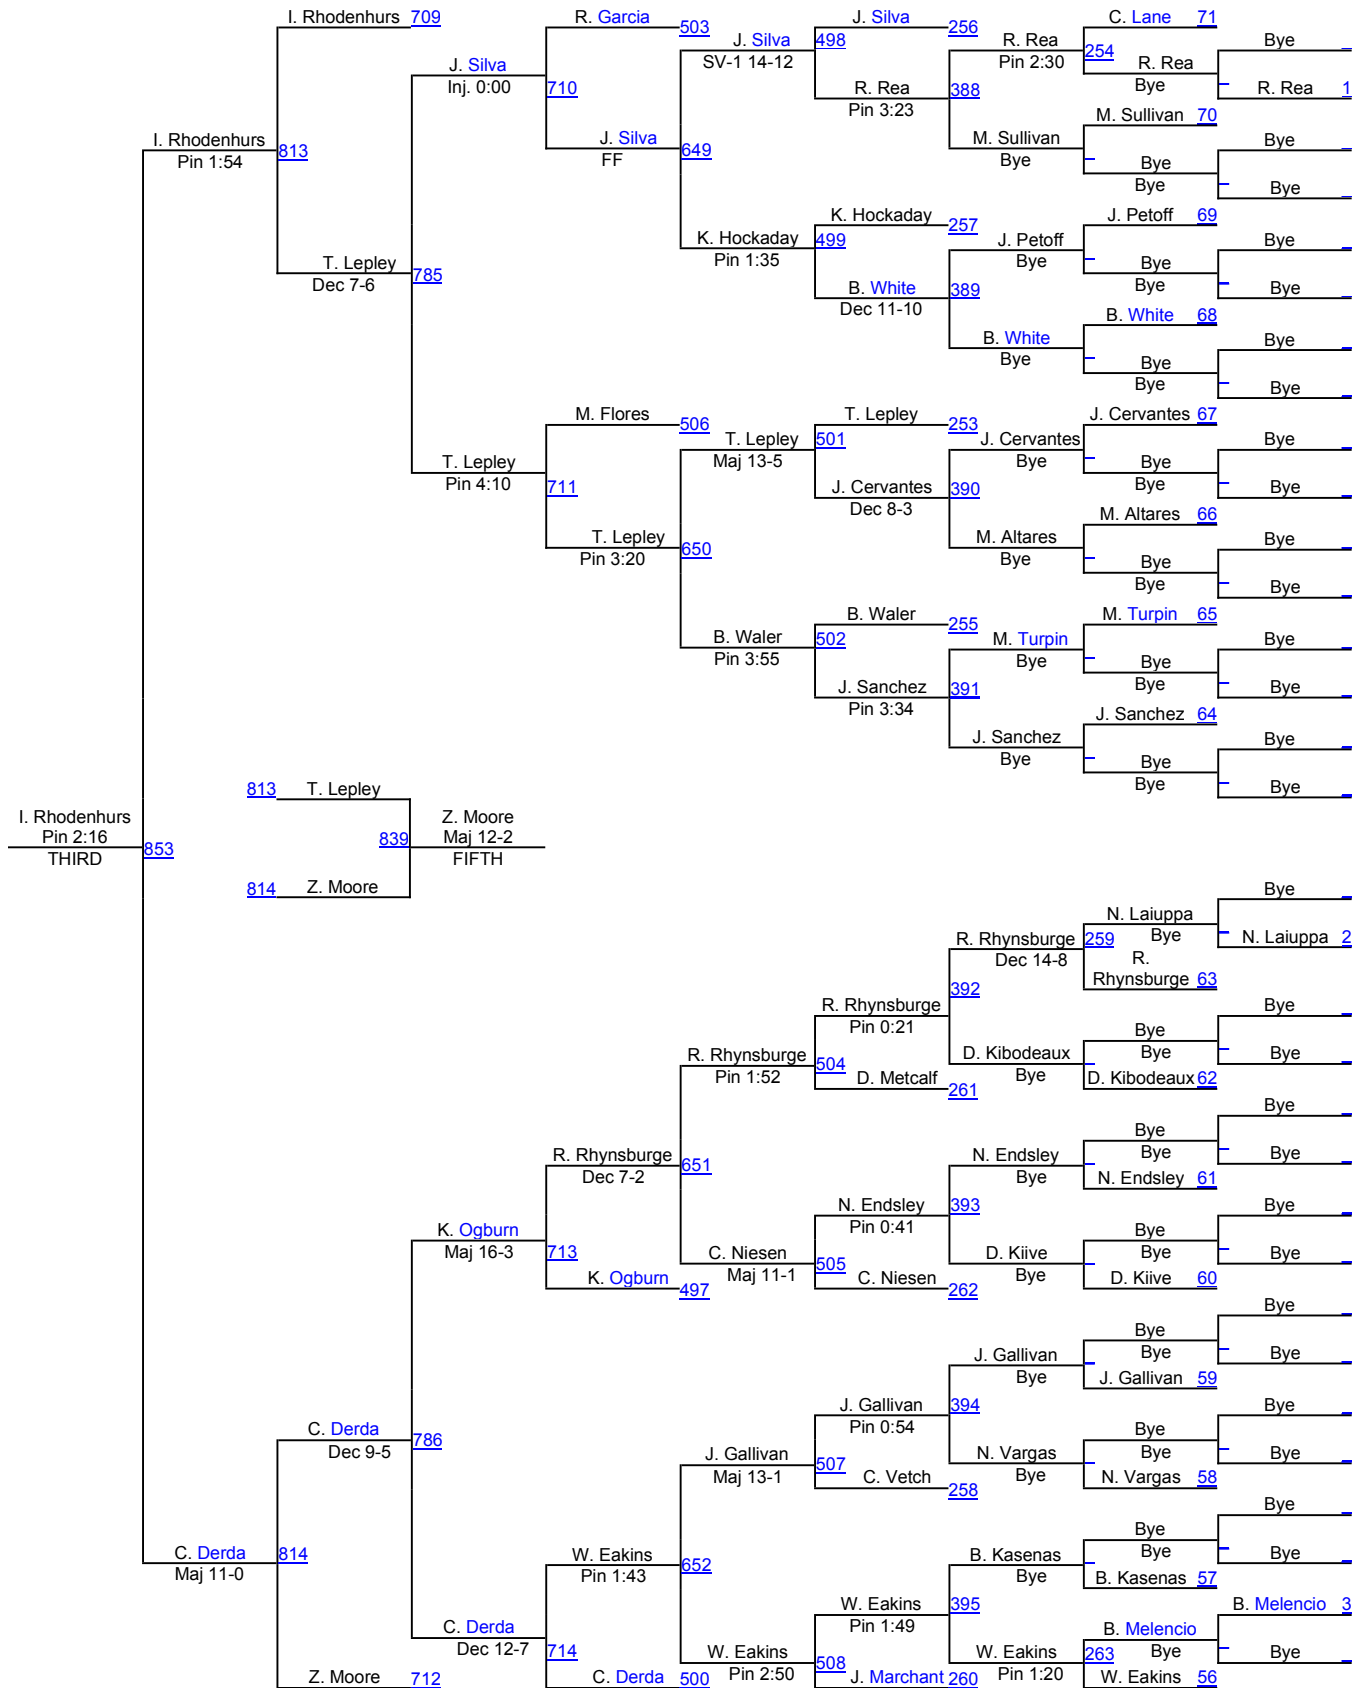 I. Rhodenhurs 709
R. Garcia
503
J. Silva
256
C. Lane 71
Bye
J. Silva
SV-1 14-12
498
R. Rea
Pin 2:30
254
R. Rea
Bye
R. Rea 1
J. Silva
Inj. 0:00
710
R. Rea
Pin 3:23
388
M. Sullivan 70
Bye
I. Rhodenhurs
Pin 1:54
813
J. Silva
FF
649
M. Sullivan
Bye
Bye
Bye
Bye
K. Hockaday
257
J. Petoff 69
Bye
K. Hockaday
Pin 1:35
499
J. Petoff
Bye
Bye
Bye
Bye
T. Lepley
Dec 7-6
785
B. White
Dec 11-10
389
B. White 68
Bye
B. White
Bye
Bye
Bye
Bye
M. Flores
506
T. Lepley
253
J. Cervantes 67
Bye
T. Lepley
Maj 13-5
501
J. Cervantes
Bye
Bye
Bye
Bye
T. Lepley
Pin 4:10
711
J. Cervantes
Dec 8-3
390
M. Altares 66
Bye
T. Lepley
Pin 3:20
650
M. Altares
Bye
Bye
Bye
Bye
B. Waler
255
M. Turpin 65
Bye
B. Waler
Pin 3:55
502
M. Turpin
Bye
Bye
Bye
Bye
J. Sanchez
Pin 3:34
391
J. Sanchez 64
Bye
J. Sanchez
Bye
Bye
Bye
Bye
813 T. Lepley
I. Rhodenhurs
Pin 2:16
THIRD
853
839
Z. Moore
Maj 12-2
FIFTH
814 Z. Moore
Bye
N. Laiuppa
Bye
N. Laiuppa 2
R. Rhynsburge
Dec 14-8
259
R.
Rhynsburge 63
392
R. Rhynsburge
Pin 0:21
Bye
Bye
Bye
Bye
R. Rhynsburge
Pin 1:52
504
D. Kibodeaux
Bye
D. Kibodeaux 62
D. Metcalf
261
Bye
Bye
Bye
Bye
R. Rhynsburge
Dec 7-2
651
N. Endsley
Bye
N. Endsley 61
N. Endsley
Pin 0:41
393
Bye
K. Ogburn
Maj 16-3
713
C. Niesen
Maj 11-1
505
D. Kiive
Bye
Bye
Bye
Bye
K. Ogburn
497
C. Niesen
262
D. Kiive 60
Bye
Bye
Bye
Bye
J. Gallivan
Bye
J. Gallivan 59
J. Gallivan
Pin 0:54
394
Bye
C. Derda
Dec 9-5
786
J. Gallivan
Maj 13-1
507
N. Vargas
Bye
Bye
Bye
Bye
C. Vetch
258
N. Vargas 58
Bye
Bye
Bye
Bye
C. Derda
Maj 11-0
814
W. Eakins
Pin 1:43
652
B. Kasenas
Bye
B. Kasenas 57
W. Eakins
Pin 1:49
395
B. Melencio 3
C. Derda
Dec 12-7
714
W. Eakins
Pin 2:50
508
W. Eakins
Pin 1:20
263
B. Melencio
Bye
Bye
Z. Moore 712
C. Derda 500
J. Marchant 260
W. Eakins 56